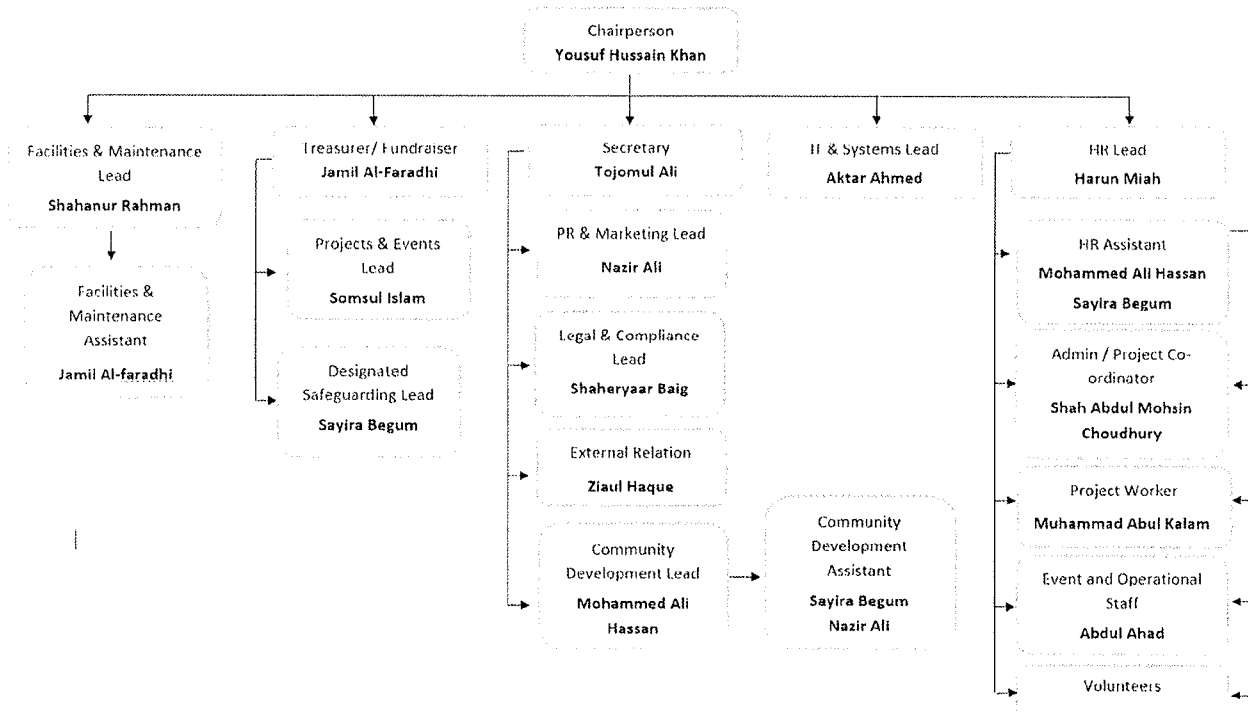 Chairperson
Yousuf Hussain Khan
Facilities & Maintenance
Lead
Shahanur Rahman
Facilities &
Maintenance
Assistant
Jamil Al-faradhi
Treasurer/ Fundraiser
Jamil Al-Faradhi
Projects & Events
Lead
Somsul Islam
Designated
Safeguarding Lead
Sayira Begum
Secretary
Tojomul Ali
PR & Marketing Lead
Nazir Ali
Legal & Compliance
Lead
Shaheryaar Baig
External Relation
Ziaul Haque
Community
Development Lead
Mohammed Ali
Hassan
Community
Development
Assistant
Sayira Begum
Nazir Ali
IT & Systems Lead
Aktar Ahmed
HR Lead
Harun Miah
HR Assistant
Mohammed Ali Hassan
Sayira Begum
Admin / Project Co-
ordinator
Shah Abdul Mohsin
Choudhury
Project Worker
Muhammad Abul Kalam
Event and Operational
Staff
Abdul Ahad
Volunteers